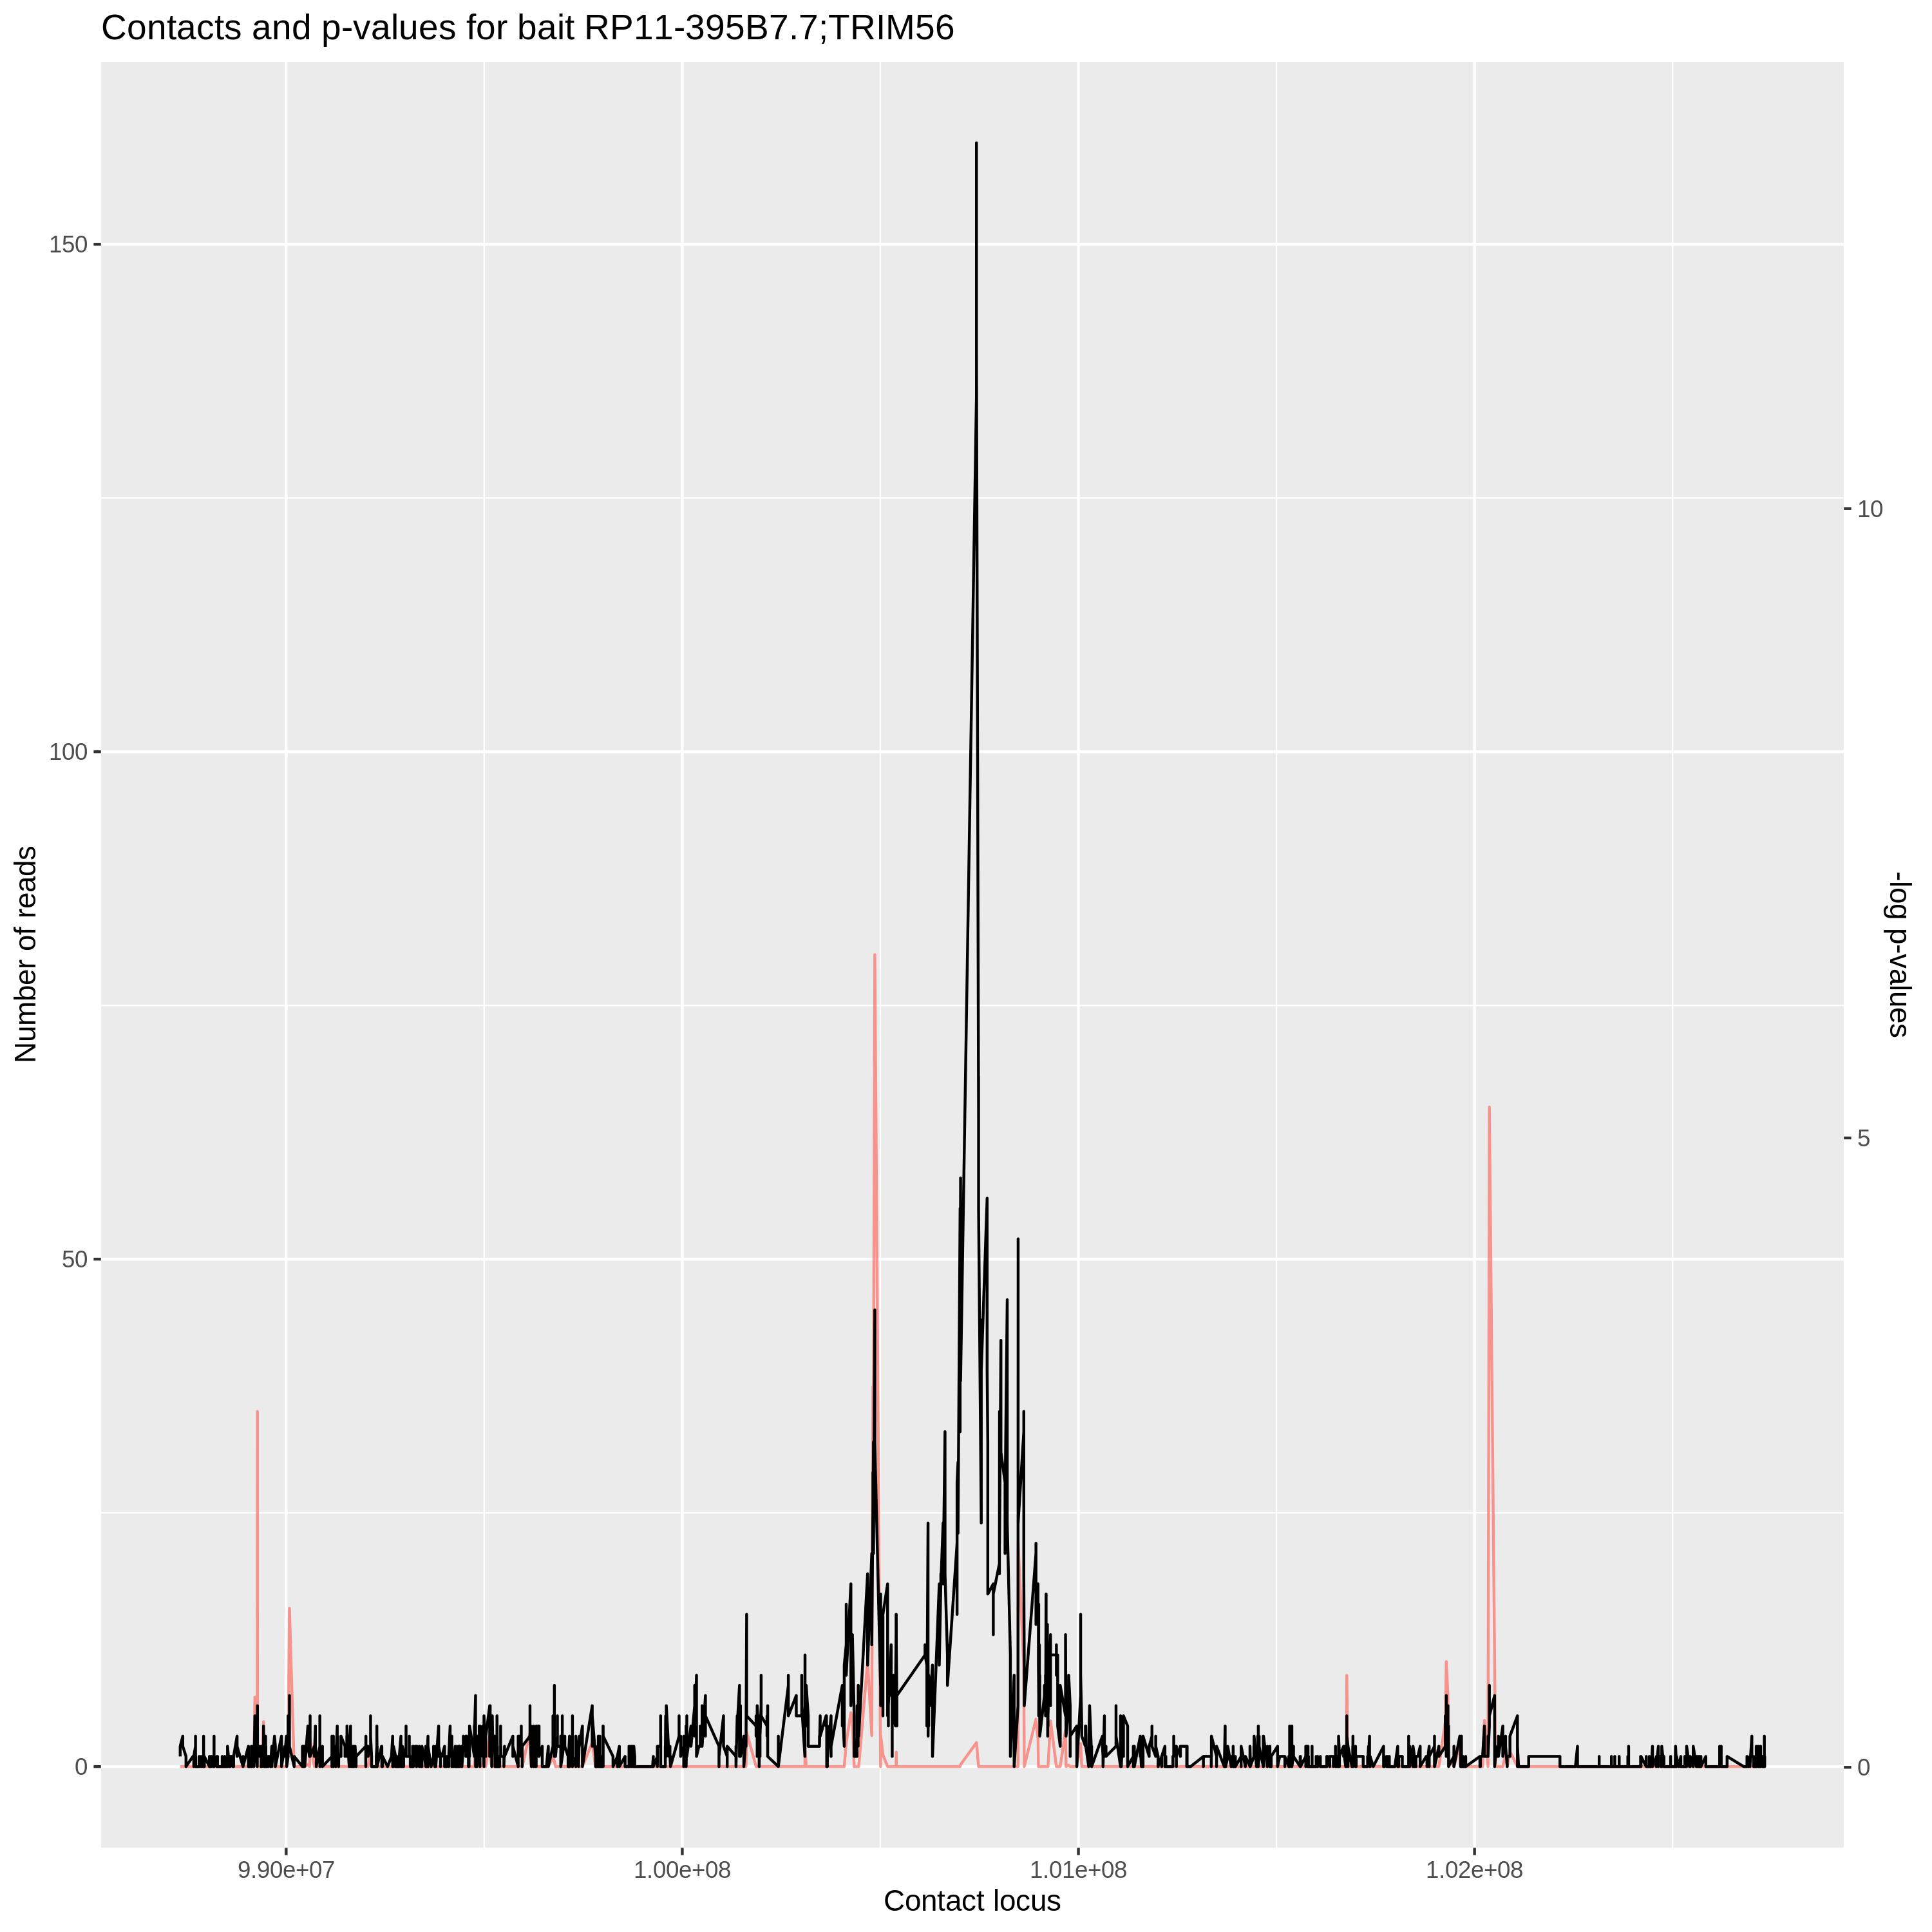 Contacts and p-values for bait RP11-395B7.7;TRIM56
150
100
50
0
Number of reads
10
5
0
-log p-values
9.90e+07
1.00e+08
1.01e+08
1.02e+08
Contact locus